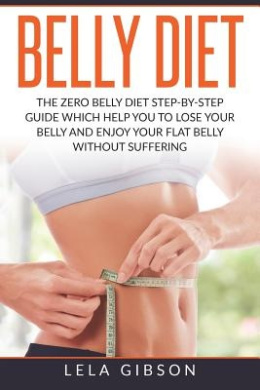 BELLY DIET
THE ZERO BELLY DIET STEP-BY-STEP
GUIDE WHICH HELP YOU TO LOSE YOUR
BELLY AND ENJOY YOUR FLAT BELLY
WITHOUT SUFFERING
LELA GIBSON